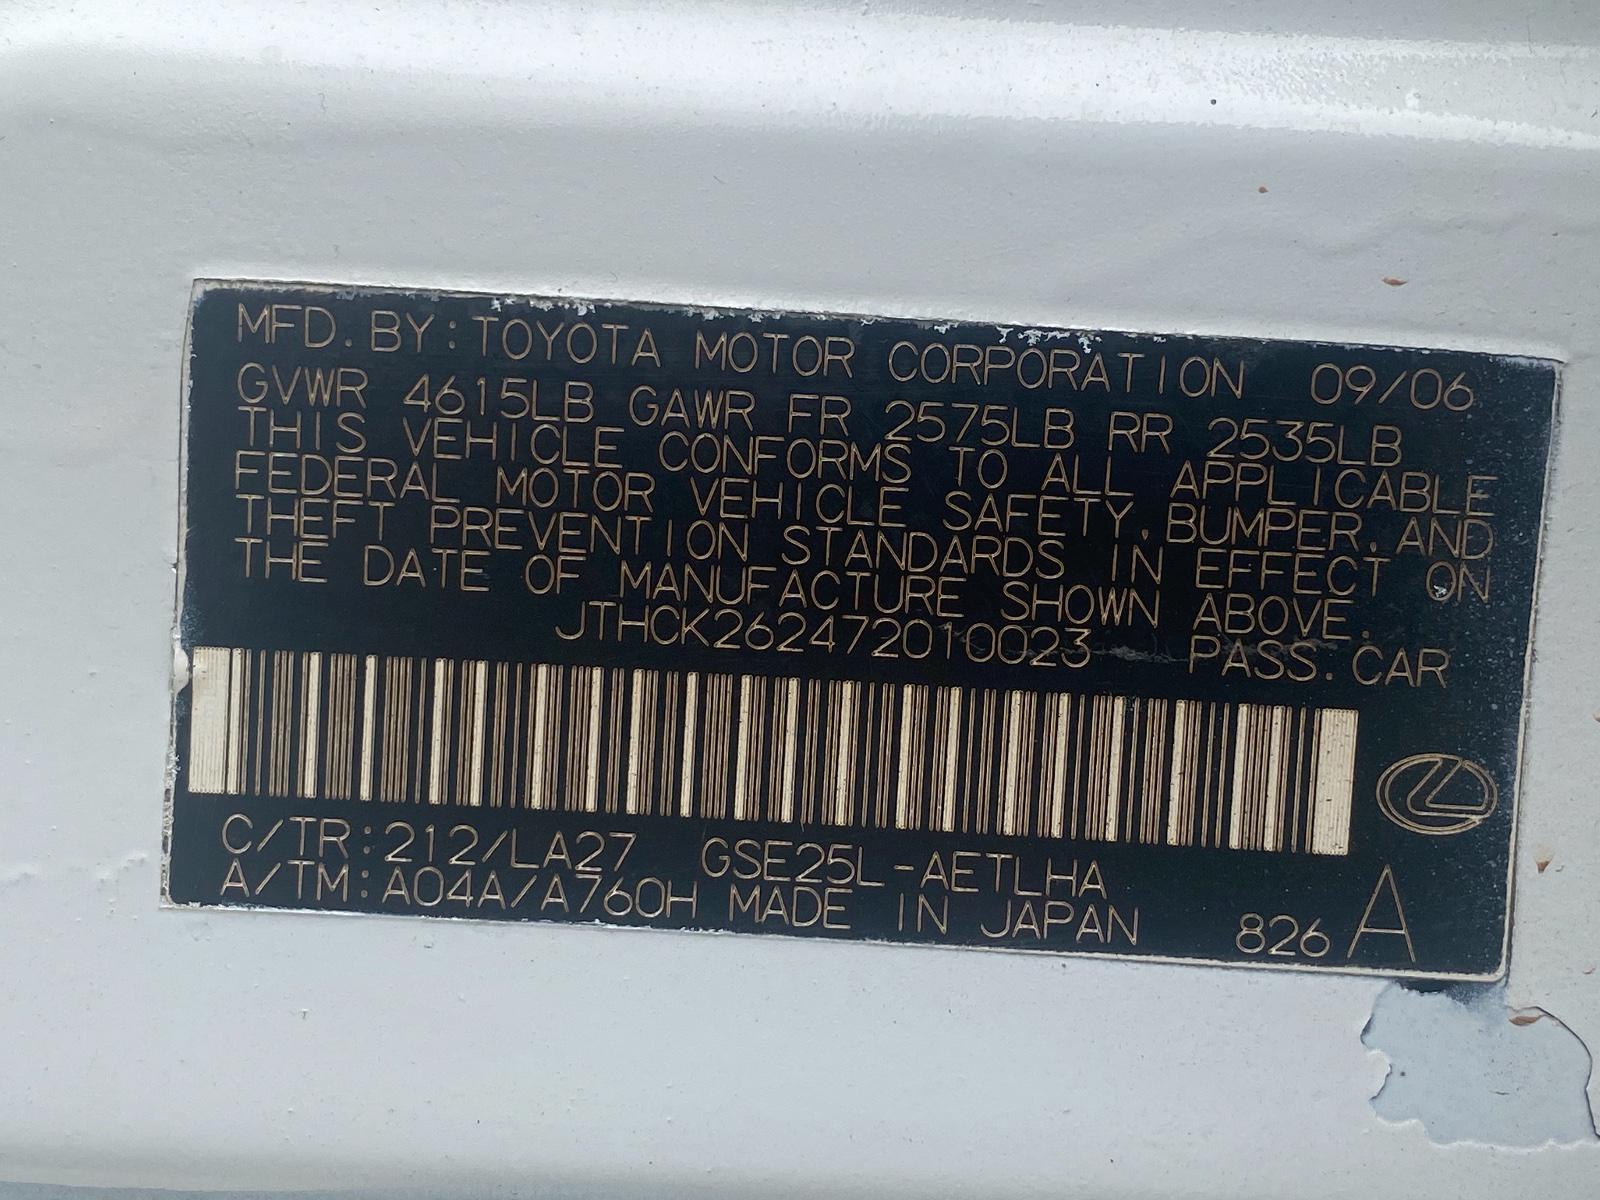 MFD. BY: TOYOTA MOTOR CORPORATION 09/06
GVWR 4615LB GAWR FR 2575LB RR 2535LB
THIS VEHICLE CONFORMS TO ALL APPLICABLE
FEDERAL MOTOR VEHICLE SAFETY, BUMPER, AND
THEFT PREVENTION STANDARDS IN EFFECT ON
THE DATE OF MANUFACTURE SHOWN ABOVE.
JTHCK262472010023 PASS. CAR
C/TR: 212/LA27 GSE25L-AETLHA
A/TM: A04A/A760H MADE IN JAPAN 826 A